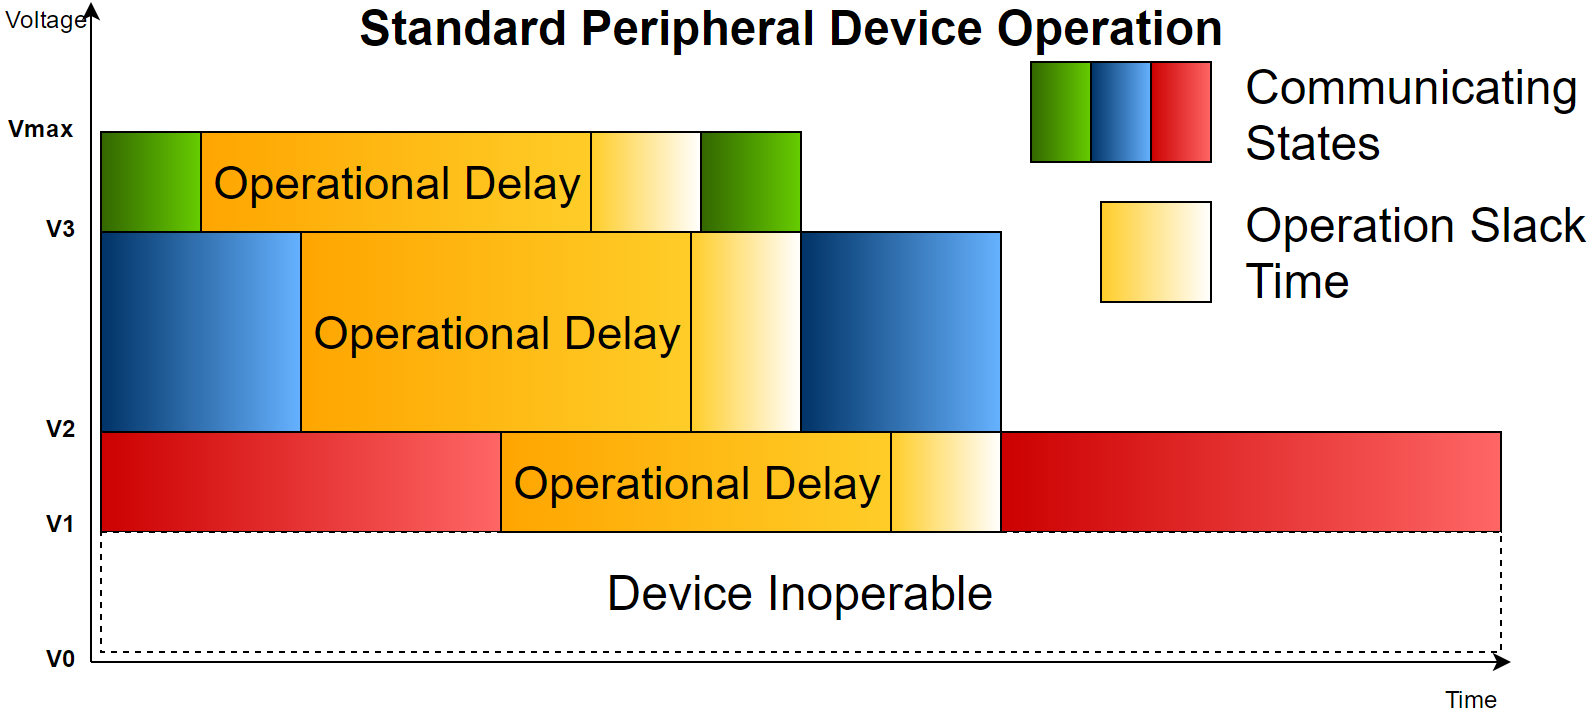 Standard Peripheral Device Operation
Voltage
Communicating
States
Vmax
Operational Delay
Operation Slack
Time
V3
Operational Delay
V2
Operational Delay
V1
Device Inoperable
V0
Time